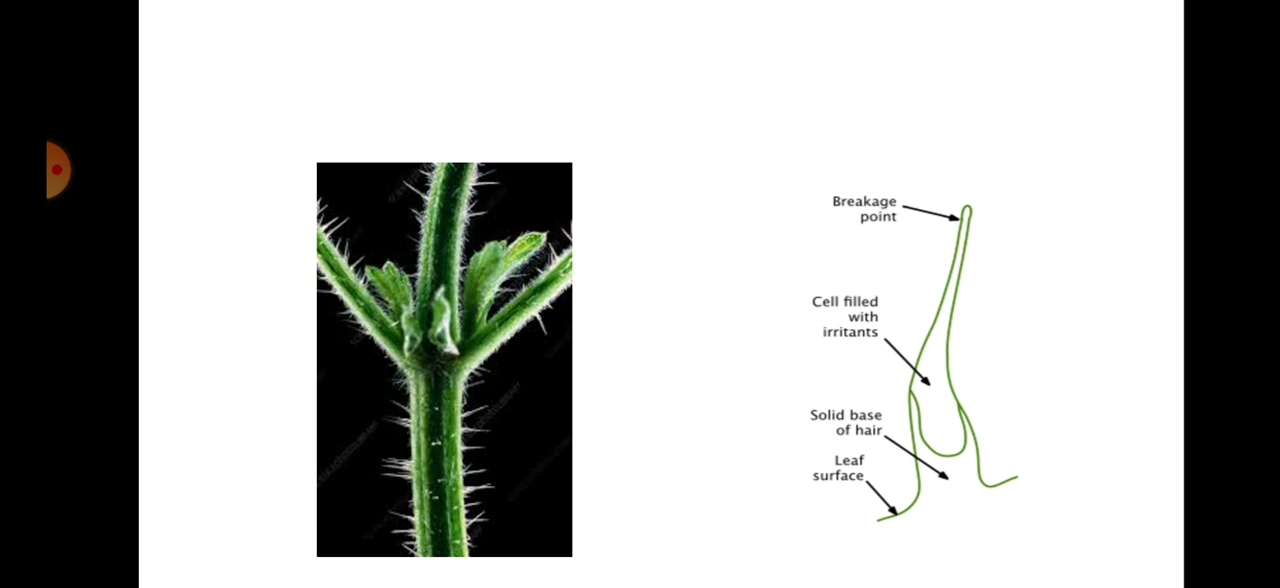 Breakage
point
Cell filled
with
irritants
Solid base
of hair
Leaf
surface